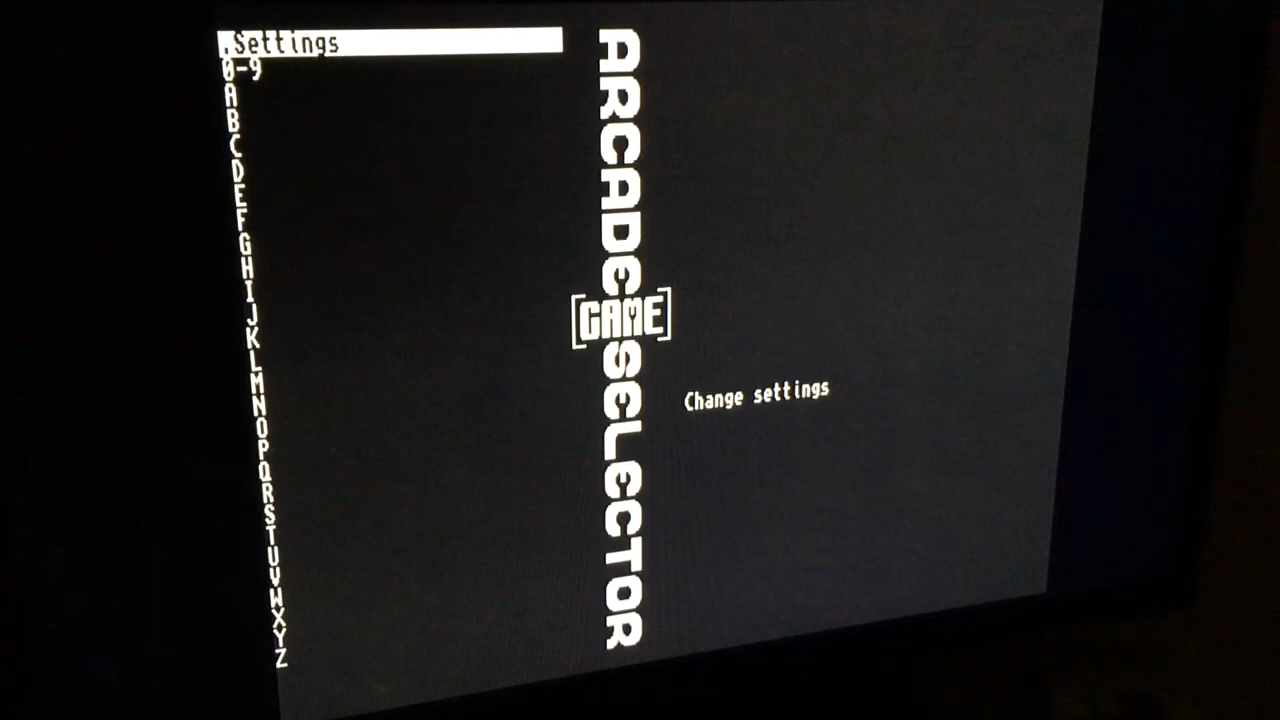 .Settings
0-9
A
B
C
D
E
F
G
H
I
J
K
L
M
N
O
P
Q
R
S
T
U
V
W
X
Y
Z
ARCADE
[GAME]
SELECTOR
Change settings